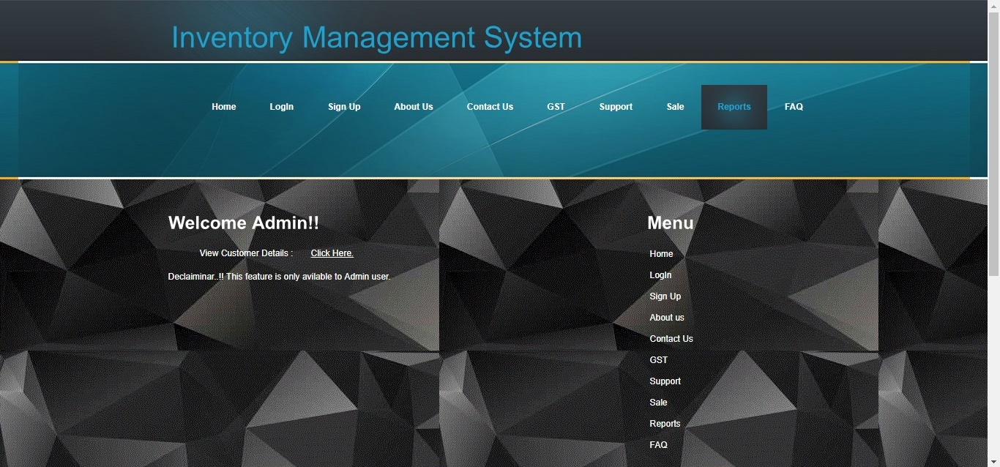 Inventory Management System
Home LogIn Sign Up About Us Contact Us GST Support Sale Reports FAQ
Welcome Admin!!
View Customer Details : Click Here.
Declaiminar..!! This feature is only avilable to Admin user.
Menu
Home
LogIn
Sign Up
About us
Contact Us
GST
Support
Sale
Reports
FAQ